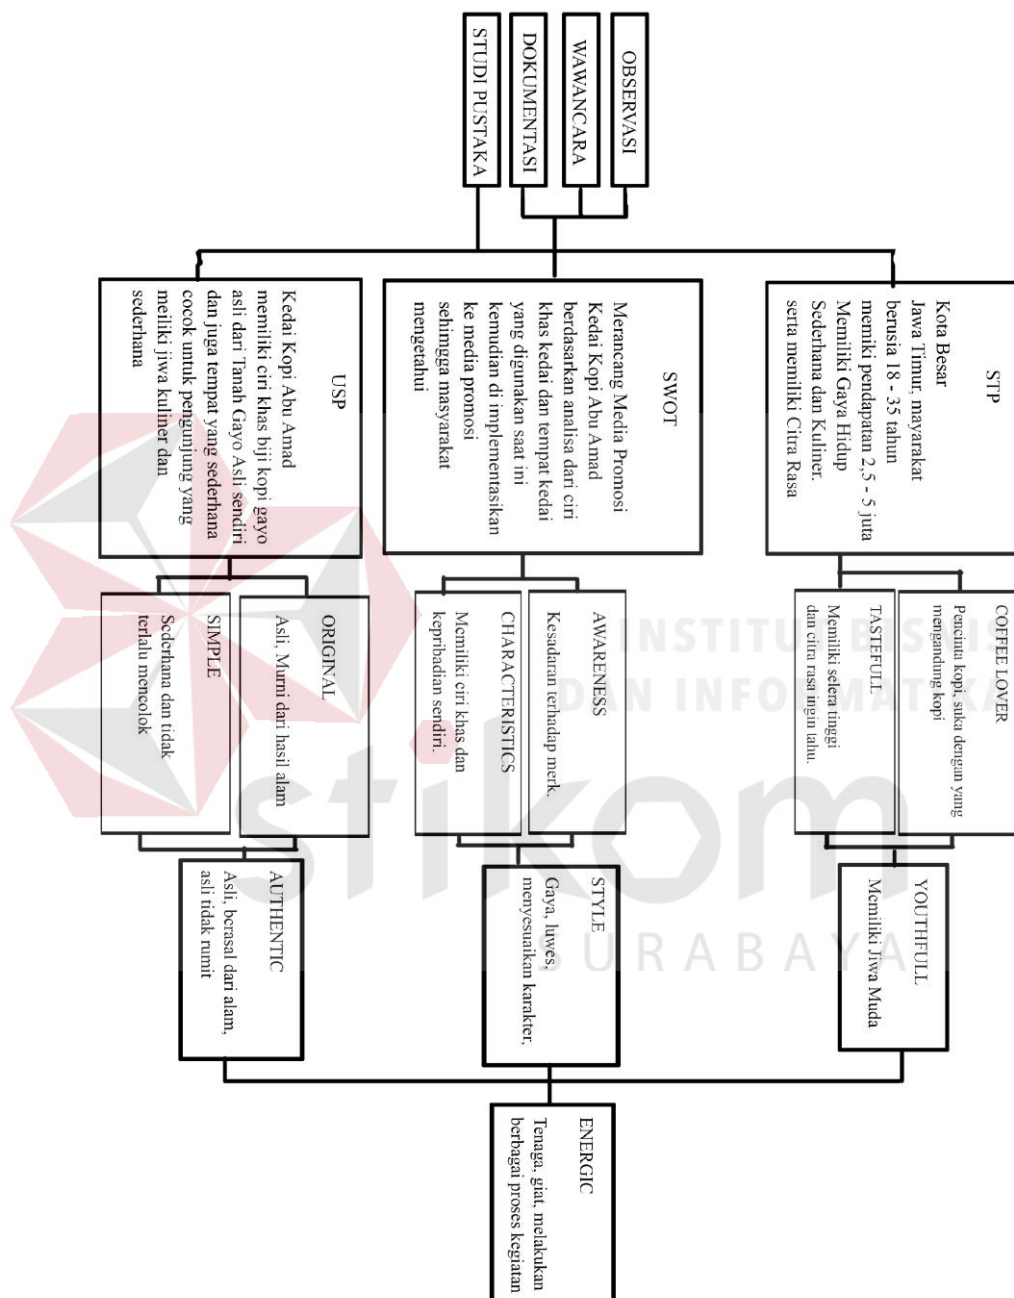 OBSERVASI
WAWANCARA
DOKUMENTASI
STUDI PUSTAKA
STP
Kota Besar
Jawa Timur, mayarakat
berusia 18 - 35 tahun
memiki pendapatan 2,5 - 5 juta
Memiliki Gaya Hidup
Sederhana dan Kuliner.
serta memiliki Citra Rasa
SWOT
Merancang Media Promosi
Kedai Kopi Abu Amad
berdasarkan analisa dari ciri
khas kedai dan tempat kedai
yang digunakan saat ini
kemudian di implementasikan
ke media promosi
sehimgga masyarakat
mengetahui
USP
Kedai Kopi Abu Amad
memiliki ciri khas biji kopi gayo
asli dari Tanah Gayo Asli sendiri
dan juga tempat yang sederhana
cocok untuk pengunjung yang
meiliki jiwa kuliner dan
sederhana
COFFEE LOVER
Pencinta kopi, suka dengan yang
mengandung kopi
TASTEFULL
Memiliki selera tinggi
dan citra rasa ingin tahu.
AWARENESS
Kesadaran terhadap merk.
CHARACTERISTICS
Memiliki ciri khas dan
kepribadian sendiri.
ORIGINAL
Asli, Murni dari hasil alam
SIMPLE
Sederhana dan tidak
terlalu mencolok
YOUTHFULL
Memiliki Jiwa Muda
STYLE
Gaya, luwes,
menyesuaikan karakter,
AUTHENTIC
Asli, berasal dari alam,
asli tidak rumit
ENERGIC
Tenaga, giat, melakukan
berbagai proses kegiatan
INSTITUT BISNIS
DAN INFORMATIKA
stikom
SURABAYA